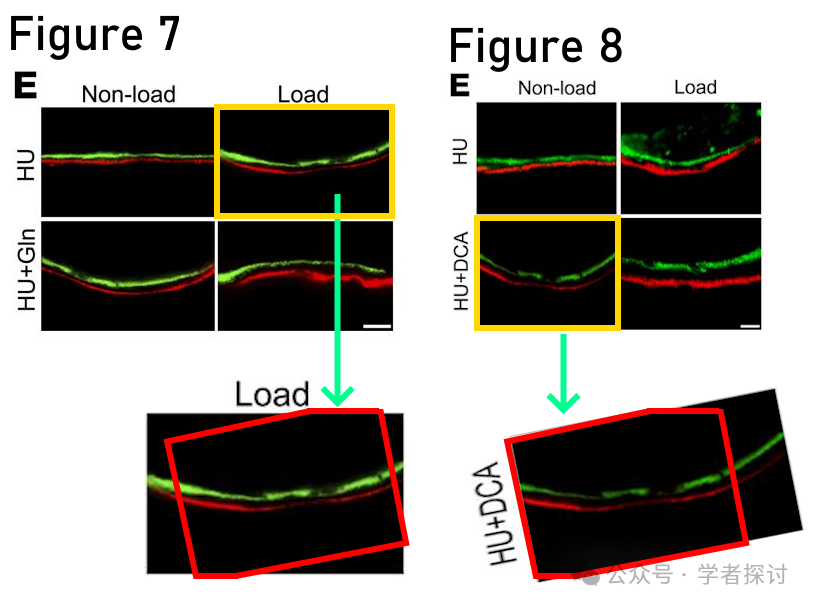 Figure 7
E
Non-load
Load
HU
HU+Gln
Load
Figure 8
E
Non-load
Load
HU
HU+DCA
HU+DCA
公众号 · 学者探讨